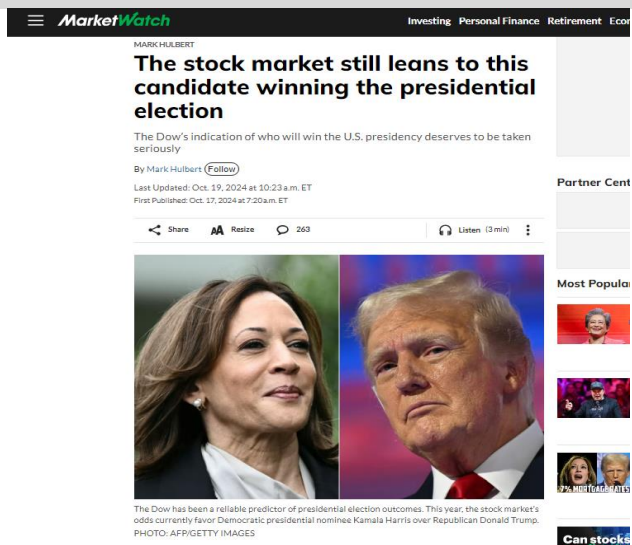 MarketWatch
Investing Personal Finance Retirement
MARK HULBERT
The stock market still leans to this
candidate winning the presidential
election
The Dow's indication of who will win the U.S. presidency deserves to be taken
seriously
By Mark Hulbert Follow
Last Updated: Oct. 19, 2024 at 10:23 a.m. ET
First Published: Oct. 17, 2024 at 7:20 a.m. ET
Share AA Resize 263 Listen (3 min)
The Dow has been a reliable predictor of presidential election outcomes. This year, the stock market's
odds currently favor Democratic presidential nominee Kamala Harris over Republican Donald Trump.
PHOTO: AFP/GETTY IMAGES
Partner Cent
Most Popular
7% MORTGAGE RATES
Can stocks